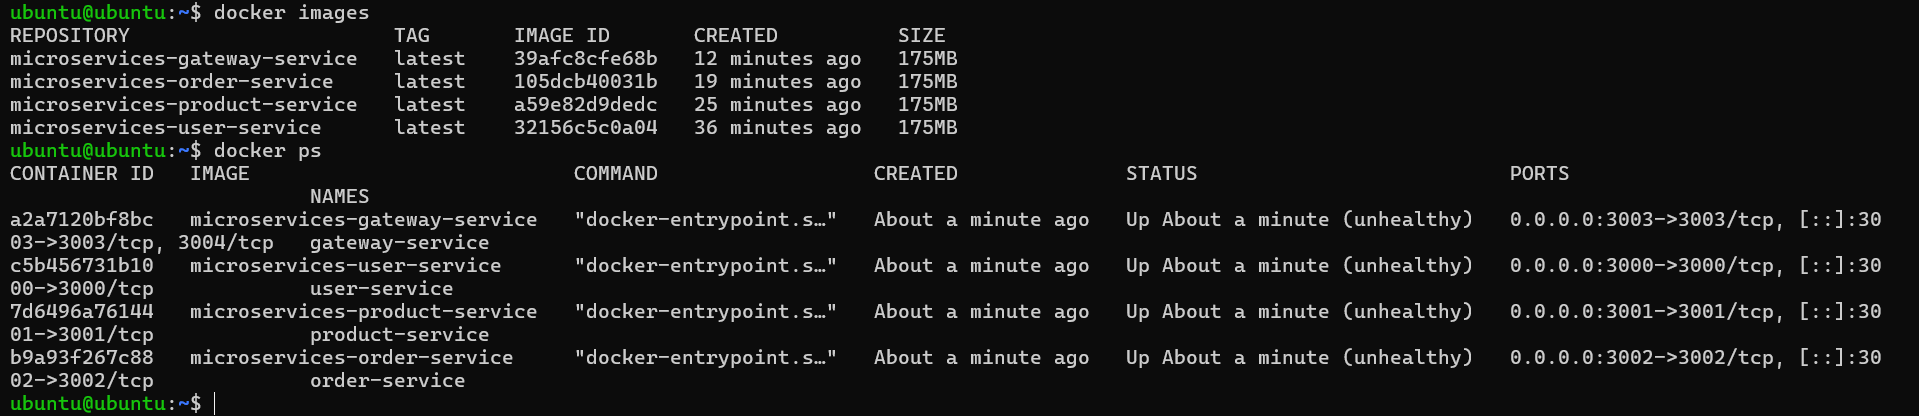 ubuntu@ubuntu:~$ docker images
REPOSITORY                      TAG       IMAGE ID       CREATED          SIZE
microservices-gateway-service   latest    39afc8cfe68b   12 minutes ago   175MB
microservices-order-service     latest    105dcb40031b   19 minutes ago   175MB
microservices-product-service   latest    a59e82d9dedc   25 minutes ago   175MB
microservices-user-service      latest    32156c5c0a04   36 minutes ago   175MB
ubuntu@ubuntu:~$ docker ps
CONTAINER ID   IMAGE                           COMMAND                  CREATED              STATUS                          PORTS
                         NAMES
a2a7120bf8bc   microservices-gateway-service   "docker-entrypoint.s…"   About a minute ago   Up About a minute (unhealthy)   0.0.0.0:3003->3003/tcp, [::]:30
03->3003/tcp, 3004/tcp   gateway-service
c5b456731b10   microservices-user-service      "docker-entrypoint.s…"   About a minute ago   Up About a minute (unhealthy)   0.0.0.0:3000->3000/tcp, [::]:30
00->3000/tcp             user-service
7d6496a76144   microservices-product-service   "docker-entrypoint.s…"   About a minute ago   Up About a minute (unhealthy)   0.0.0.0:3001->3001/tcp, [::]:30
01->3001/tcp             product-service
b9a93f267c88   microservices-order-service     "docker-entrypoint.s…"   About a minute ago   Up About a minute (unhealthy)   0.0.0.0:3002->3002/tcp, [::]:30
02->3002/tcp             order-service
ubuntu@ubuntu:~$